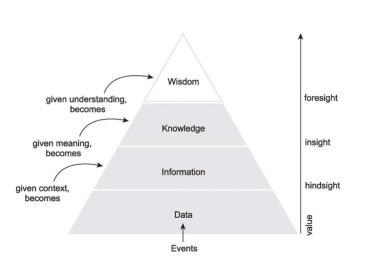 Wisdom
given understanding,
becomes
foresight
Knowledge
given meaning,
becomes
insight
Information
given context,
becomes
hindsight
Data
value
Events